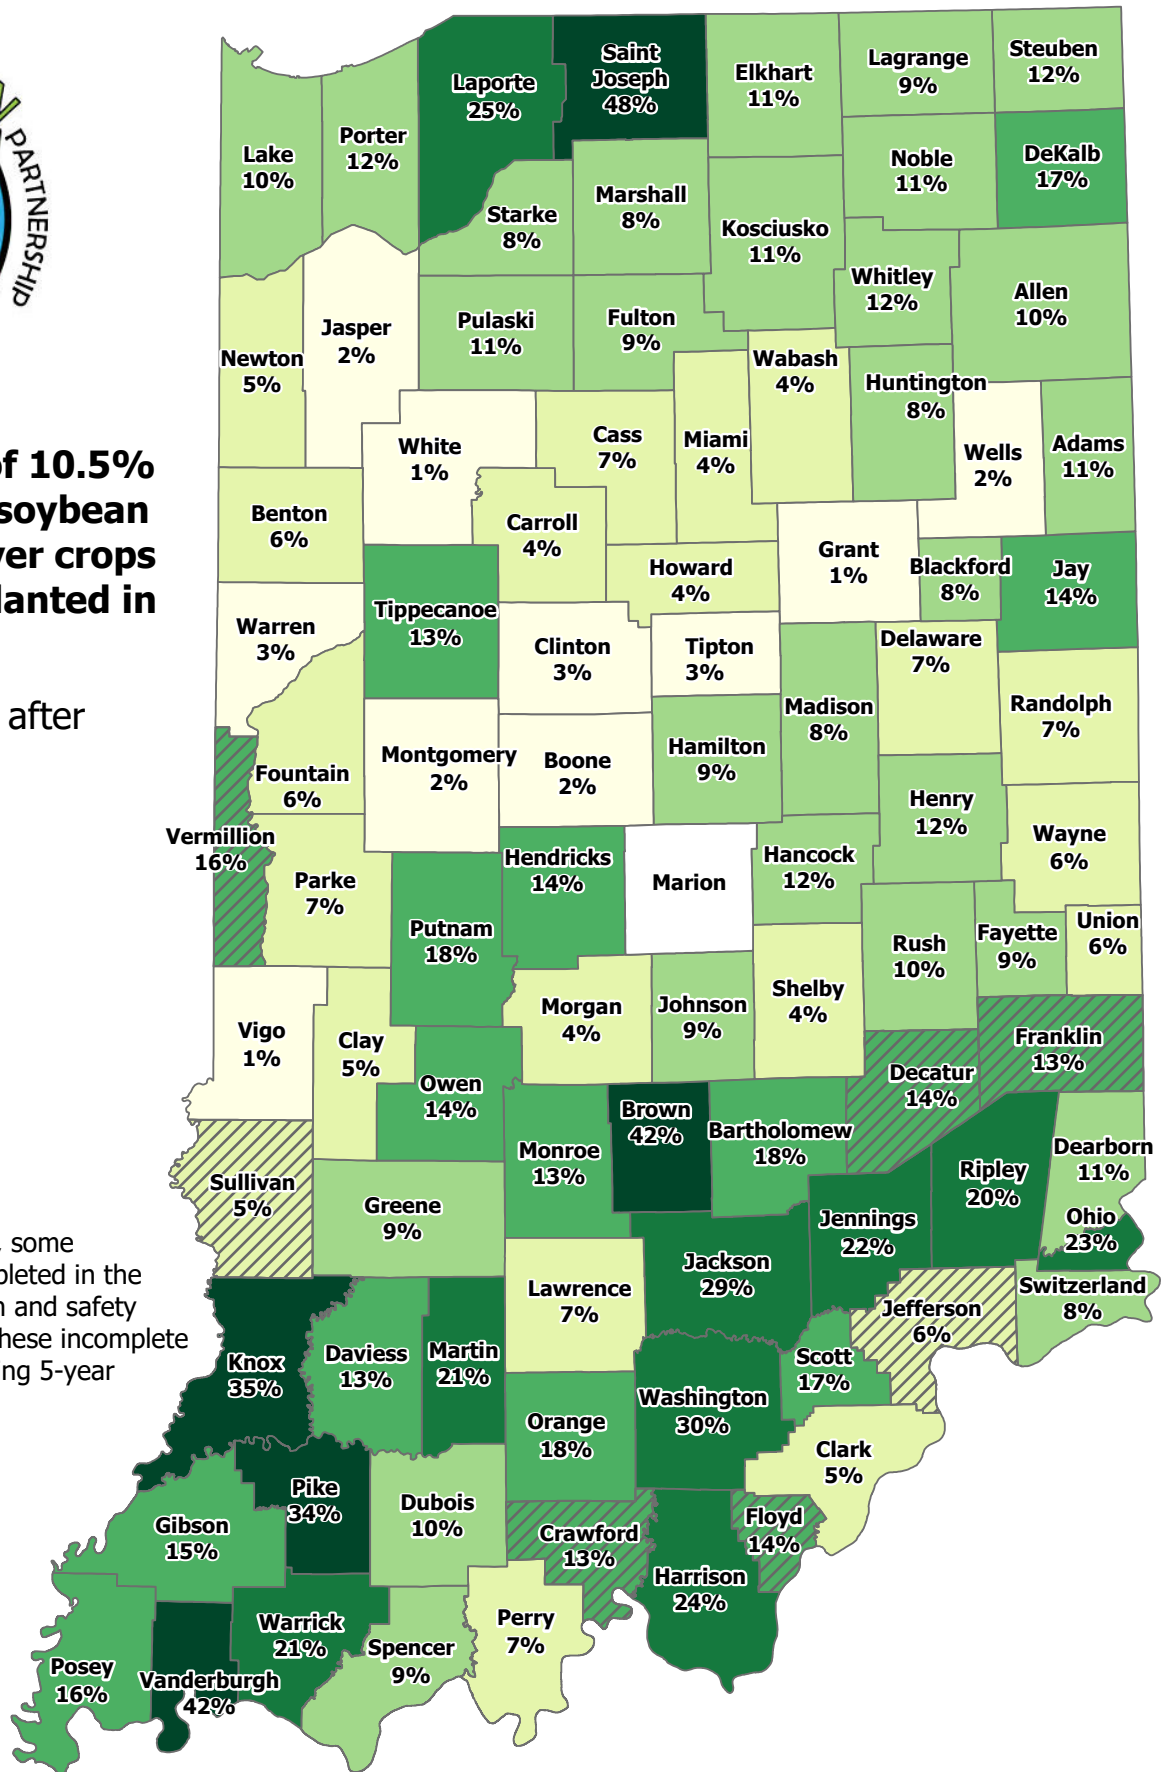 N PARTNERSHIP
Saint
Joseph
48%
Laporte
25%
Elkhart
11%
Lagrange
9%
Steuben
12%
Lake
10%
Porter
12%
Noble
11%
DeKalb
17%
Starke
8%
Marshall
8%
Kosciusko
11%
Whitley
12%
Allen
10%
Newton
5%
Jasper
2%
Pulaski
11%
Fulton
9%
Wabash
4%
Huntington
8%
of 10.5%
soybean
ver crops
lanted in
after
White
1%
Cass
7%
Miami
4%
Wells
2%
Adams
11%
Benton
6%
Carroll
4%
Grant
1%
Blackford
8%
Jay
14%
Howard
4%
Tippecanoe
13%
Warren
3%
Clinton
3%
Tipton
3%
Delaware
7%
Madison
8%
Randolph
7%
Fountain
6%
Montgomery
2%
Boone
2%
Hamilton
9%
Henry
12%
Wayne
6%
Vermillion
16%
Parke
7%
Hendricks
14%
Marion
Hancock
12%
Putnam
18%
Rush
10%
Fayette
9%
Union
6%
Vigo
1%
Clay
5%
Morgan
4%
Johnson
9%
Shelby
4%
Franklin
13%
Owen
14%
Decatur
14%
Brown
42%
Bartholomew
18%
Monroe
13%
Dearborn
11%
Ripley
20%
Sullivan
5%
Greene
9%
Jennings
22%
Ohio
23%
, some
pleted in the
n and safety
These incomplete
ing 5-year
Lawrence
7%
Jackson
29%
Jefferson
6%
Switzerland
8%
Knox
35%
Daviess
13%
Martin
21%
Scott
17%
Washington
30%
Orange
18%
Clark
5%
Pike
34%
Dubois
10%
Gibson
15%
Crawford
13%
Floyd
14%
Harrison
24%
Warrick
21%
Perry
7%
Spencer
9%
Posey
16%
Vanderburgh
42%